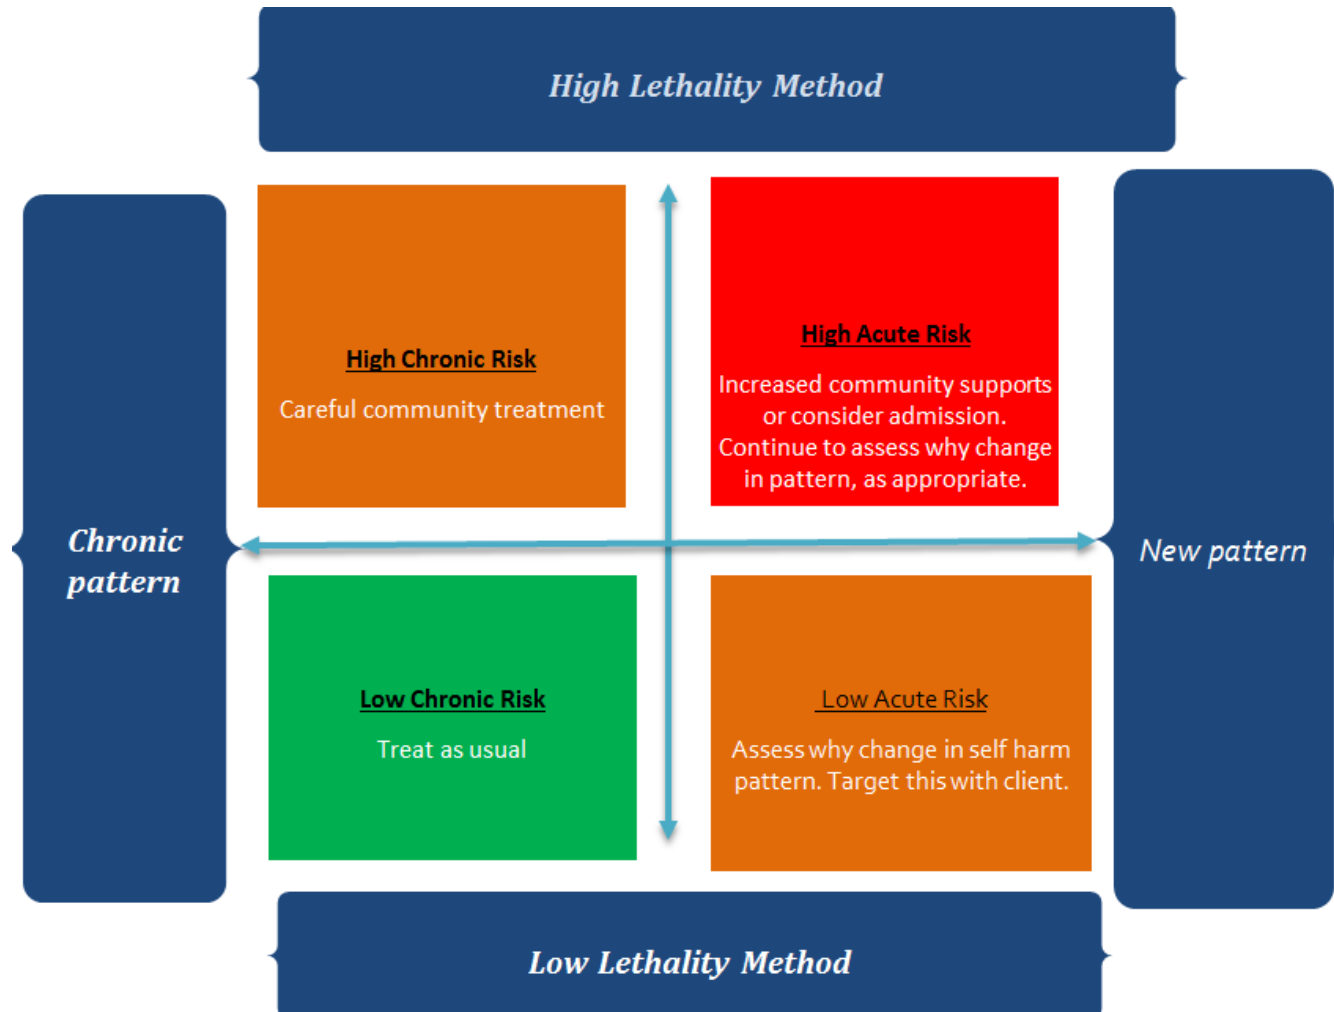 High Lethality Method
High Chronic Risk
Careful community treatment
High Acute Risk
Increased community supports
or consider admission.
Continue to assess why change
in pattern, as appropriate.
Chronic
pattern
New pattern
Low Chronic Risk
Treat as usual
Low Acute Risk
Assess why change in self harm
pattern. Target this with client.
Low Lethality Method